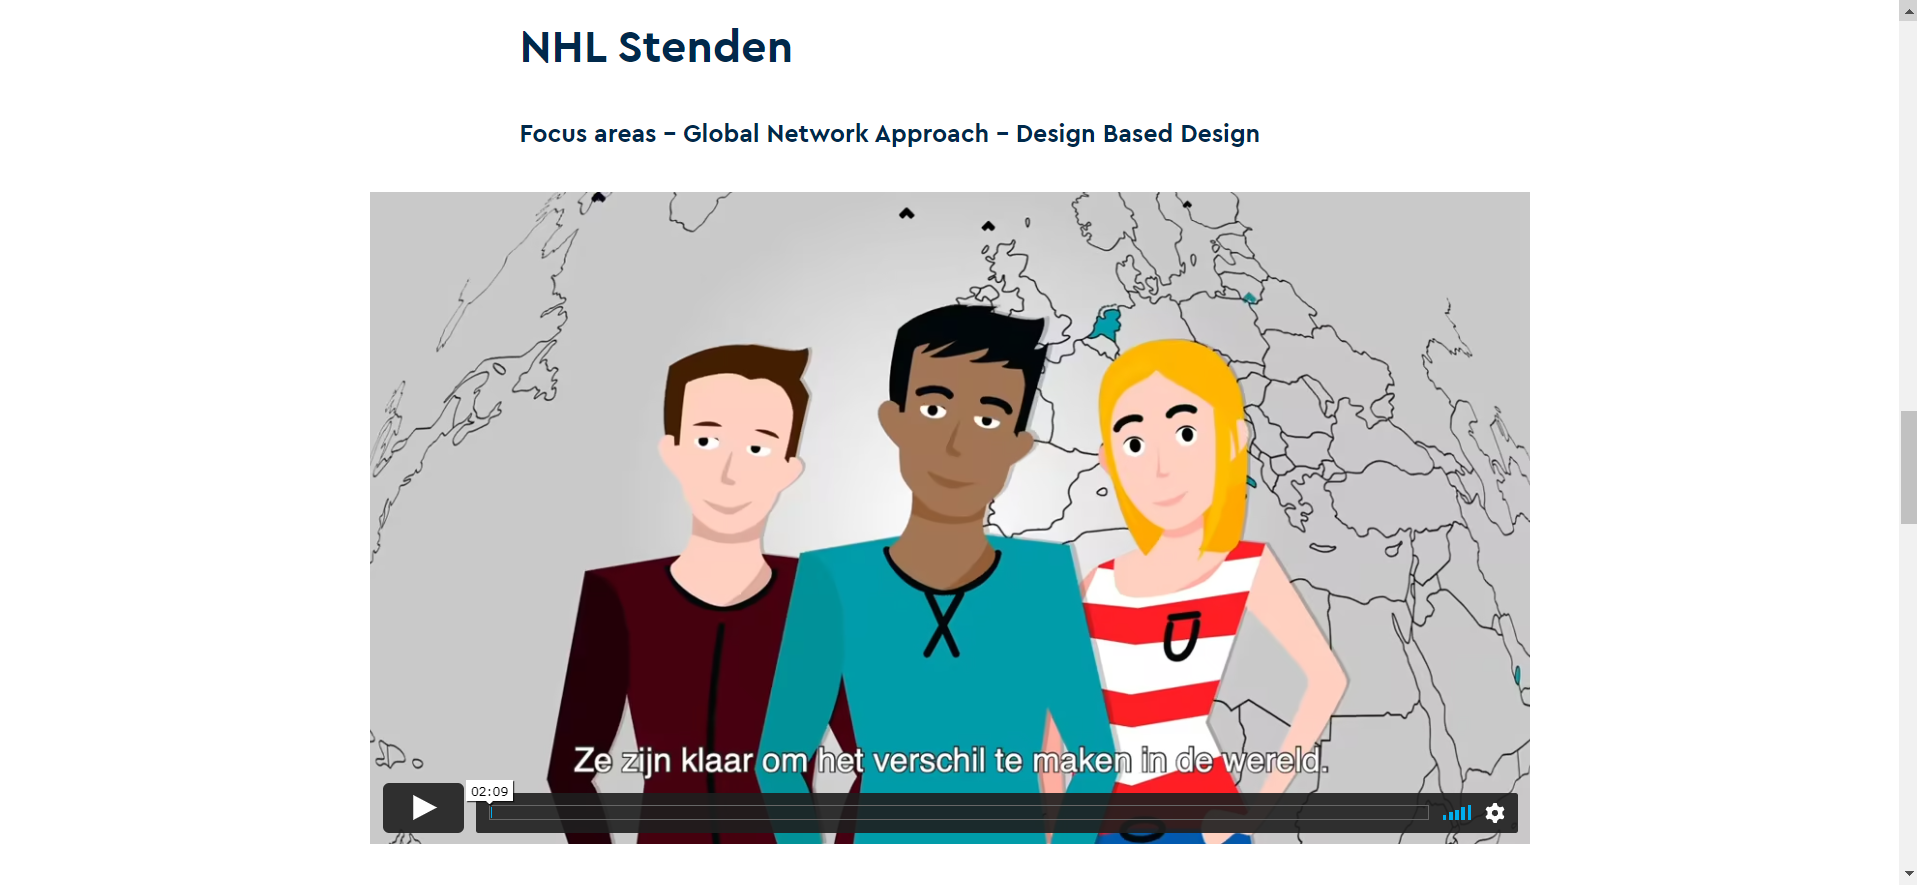 NHL Stenden
Focus areas – Global Network Approach – Design Based Design
Ze zijn klaar om het verschil te maken in de wereld.
02:09